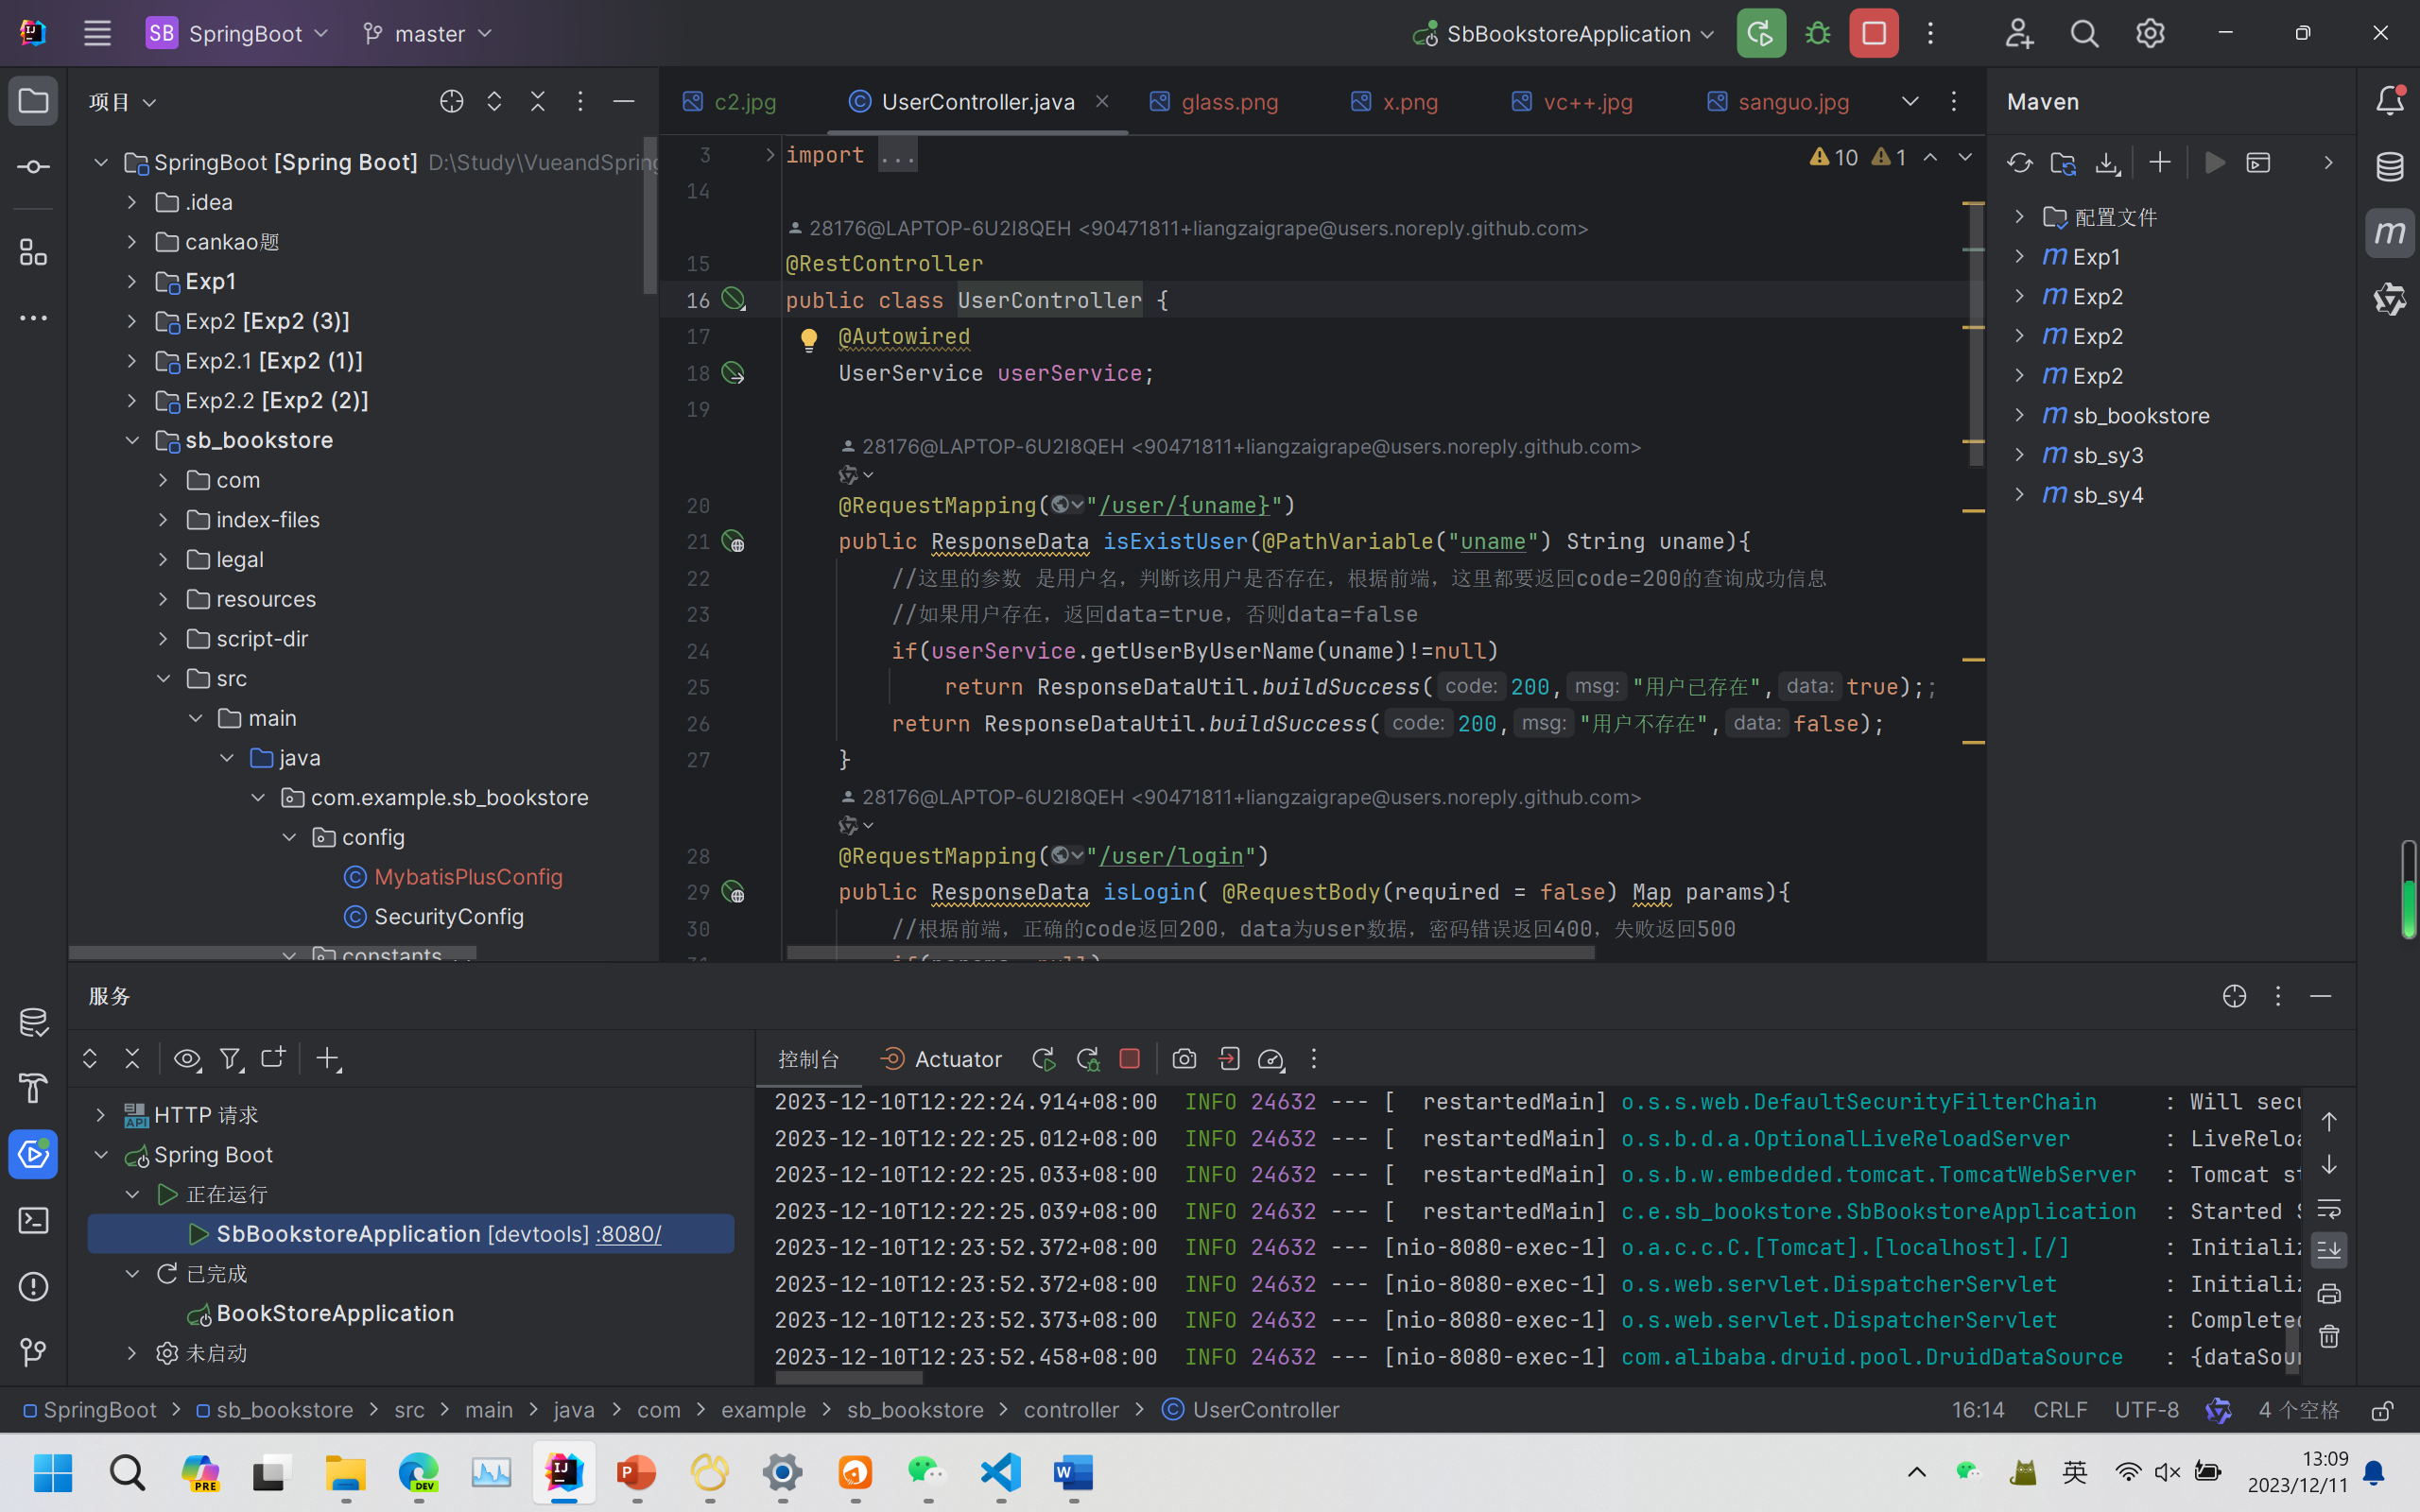 SB SpringBoot master SbBookstoreApplication
项目
SpringBoot [Spring Boot] D:\Study\VueandSpring
.idea
cankao题
Exp1
Exp2 [Exp2 (3)]
Exp2.1 [Exp2 (1)]
Exp2.2 [Exp2 (2)]
sb_bookstore
com
index-files
legal
resources
script-dir
src
main
java
com.example.sb_bookstore
config
MybatisPlusConfig
SecurityConfig
constants
c2.jpg UserController.java glass.png x.png vc++.jpg sanguo.jpg
10 1
3 import ...
14
28176@LAPTOP-6U2I8QEH <90471811+liangzaigrape@users.noreply.github.com>
15 @RestController
16 public class UserController {
17 @Autowired
18 UserService userService;
19
28176@LAPTOP-6U2I8QEH <90471811+liangzaigrape@users.noreply.github.com>
20 @RequestMapping("/user/{uname}")
21 public ResponseData isExistUser(@PathVariable("uname") String uname){
22 //这里的参数 是用户名，判断该用户是否存在，根据前端，这里都要返回code=200的查询成功信息
23 //如果用户存在，返回data=true，否则data=false
24 if(userService.getUserByUserName(uname)!=null)
25 return ResponseDataUtil.buildSuccess( code: 200, msg: "用户已存在", data: true);;
26 return ResponseDataUtil.buildSuccess( code: 200, msg: "用户不存在", data: false);
27 }
28176@LAPTOP-6U2I8QEH <90471811+liangzaigrape@users.noreply.github.com>
28 @RequestMapping("/user/login")
29 public ResponseData isLogin( @RequestBody(required = false) Map params){
30 //根据前端，正确的code返回200，data为user数据，密码错误返回400，失败返回500
Maven
配置文件
Exp1
Exp2
Exp2
Exp2
sb_bookstore
sb_sy3
sb_sy4
服务
HTTP 请求
Spring Boot
正在运行
SbBookstoreApplication [devtools] :8080/
已完成
BookStoreApplication
未启动
控制台 Actuator
2023-12-10T12:22:24.914+08:00 INFO 24632 --- [ restartedMain] o.s.s.web.DefaultSecurityFilterChain : Will secu
2023-12-10T12:22:25.012+08:00 INFO 24632 --- [ restartedMain] o.s.b.d.a.OptionalLiveReloadServer : LiveReloa
2023-12-10T12:22:25.033+08:00 INFO 24632 --- [ restartedMain] o.s.b.w.embedded.tomcat.TomcatWebServer : Tomcat st
2023-12-10T12:22:25.039+08:00 INFO 24632 --- [ restartedMain] c.e.sb_bookstore.SbBookstoreApplication : Started S
2023-12-10T12:23:52.372+08:00 INFO 24632 --- [nio-8080-exec-1] o.a.c.c.C.[Tomcat].[localhost].[/] : Initializ
2023-12-10T12:23:52.372+08:00 INFO 24632 --- [nio-8080-exec-1] o.s.web.servlet.DispatcherServlet : Initializ
2023-12-10T12:23:52.373+08:00 INFO 24632 --- [nio-8080-exec-1] o.s.web.servlet.DispatcherServlet : Completed
2023-12-10T12:23:52.458+08:00 INFO 24632 --- [nio-8080-exec-1] com.alibaba.druid.pool.DruidDataSource : {dataSour
SpringBoot > sb_bookstore > src > main > java > com > example > sb_bookstore > controller > UserController
16:14 CRLF UTF-8 4 个空格
英
13:09
2023/12/11